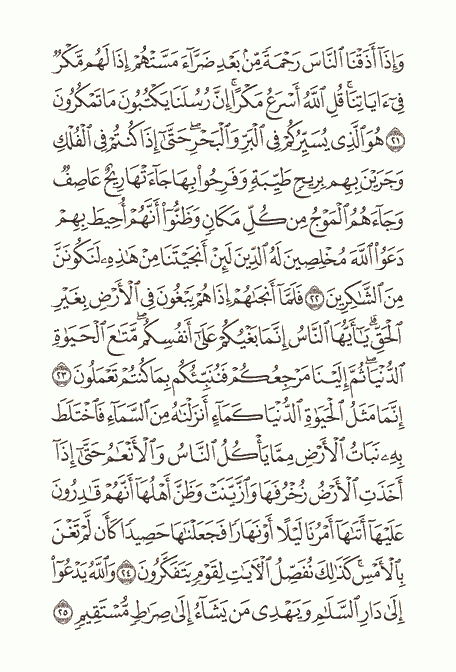 وَإِذَآ أَذَقْنَا ٱلنَّاسَ رَحْمَةً مِّنۢ بَعْدِ ضَرَّآءَ مَسَّتْهُمْ إِذَا لَهُم مَّكْرٌ
فِىٓ ءَايَاتِنَا ۚ قُلِ ٱللَّهُ أَسْرَعُ مَكْرًا ۚ إِنَّ رُسُلَنَا يَكْتُبُونَ مَا تَمْكُرُونَ
٢١ هُوَ ٱلَّذِى يُسَيِّرُكُمْ فِى ٱلْبَرِّ وَٱلْبَحْرِ ۖ حَتَّىٰٓ إِذَا كُنتُمْ فِى ٱلْفُلْكِ
وَجَرَيْنَ بِهِم بِرِيحٍ طَيِّبَةٍ وَفَرِحُوا۟ بِهَا جَآءَتْهَا رِيحٌ عَاصِفٌ
وَجَآءَهُمُ ٱلْمَوْجُ مِن كُلِّ مَكَانٍ وَظَنُّوٓا۟ أَنَّهُمْ أُحِيطَ بِهِمْ
دَعَوُا۟ ٱللَّهَ مُخْلِصِينَ لَهُ ٱلدِّينَ لَئِنْ أَنجَيْتَنَا مِنْ هَٰذِهِۦ لَنَكُونَنَّ
مِنَ ٱلشَّٰكِرِينَ ٢٢ فَلَمَّآ أَنجَىٰهُمْ إِذَا هُمْ يَبْغُونَ فِى ٱلْأَرْضِ بِغَيْرِ
ٱلْحَقِّ ۗ يَٰٓأَيُّهَا ٱلنَّاسُ إِنَّمَا بَغْيُكُمْ عَلَىٰٓ أَنفُسِكُم ۖ مَّتَٰعَ ٱلْحَيَوٰةِ
ٱلدُّنْيَا ۖ ثُمَّ إِلَيْنَا مَرْجِعُكُمْ فَنُنَبِّئُكُم بِمَا كُنتُمْ تَعْمَلُونَ ٢٣
إِنَّمَا مَثَلُ ٱلْحَيَوٰةِ ٱلدُّنْيَا كَمَآءٍ أَنزَلْنَٰهُ مِنَ ٱلسَّمَآءِ فَٱخْتَلَطَ
بِهِۦ نَبَاتُ ٱلْأَرْضِ مِمَّا يَأْكُلُ ٱلنَّاسُ وَٱلْأَنْعَٰمُ حَتَّىٰٓ إِذَآ
أَخَذَتِ ٱلْأَرْضُ زُخْرُفَهَا وَٱزَّيَّنَتْ وَظَنَّ أَهْلُهَآ أَنَّهُمْ قَٰدِرُونَ
عَلَيْهَآ أَتَىٰهَآ أَمْرُنَا لَيْلًا أَوْ نَهَارًا فَجَعَلْنَٰهَا حَصِيدًا كَأَن لَّمْ تَغْنَ
بِٱلْأَمْسِ ۚ كَذَٰلِكَ نُفَصِّلُ ٱلْءَايَٰتِ لِقَوْمٍ يَتَفَكَّرُونَ ٢٤ وَٱللَّهُ يَدْعُوٓا۟
إِلَىٰ دَارِ ٱلسَّلَٰمِ وَيَهْدِى مَن يَشَآءُ إِلَىٰ صِرَٰطٍ مُّسْتَقِيمٍ ٢٥